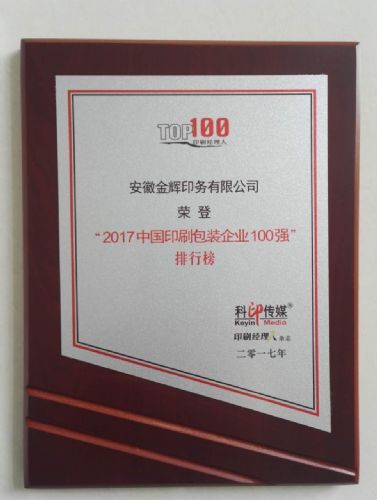 TOP100
印刷经理人
安徽金辉印务有限公司
荣 登
“2017中国印刷包装企业100强”
排行榜
科印传媒®
Keyin Media
印刷经理人杂志
二零一七年